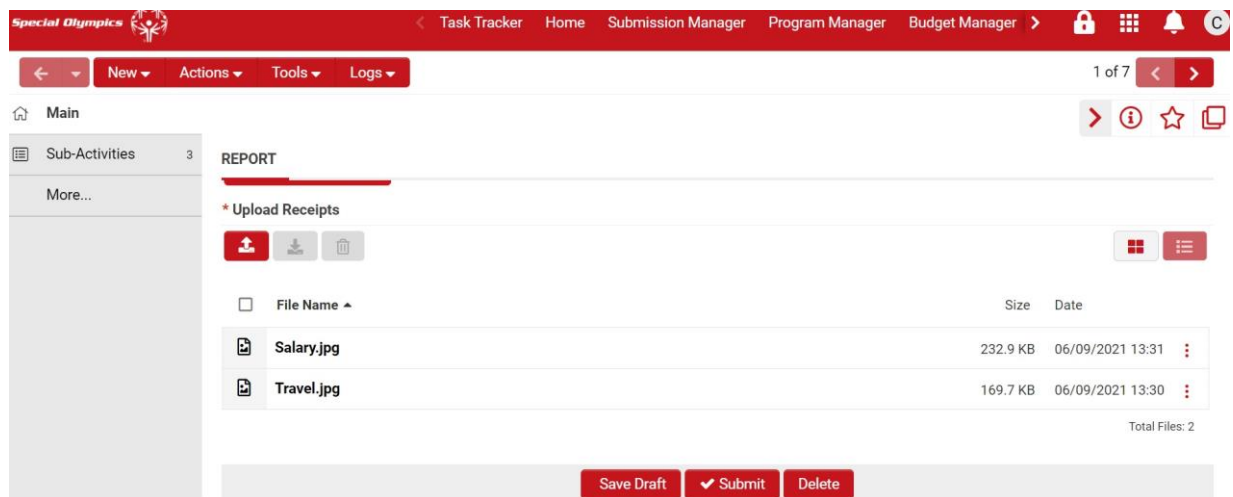 Special Olympics
Task Tracker Home Submission Manager Program Manager Budget Manager C
New Actions Tools Logs 1 of 7
Main
Sub-Activities 3
REPORT
More...
* Upload Receipts
File Name Size Date
Salary.jpg 232.9 KB 06/09/2021 13:31
Travel.jpg 169.7 KB 06/09/2021 13:30
Total Files: 2
Save Draft Submit Delete